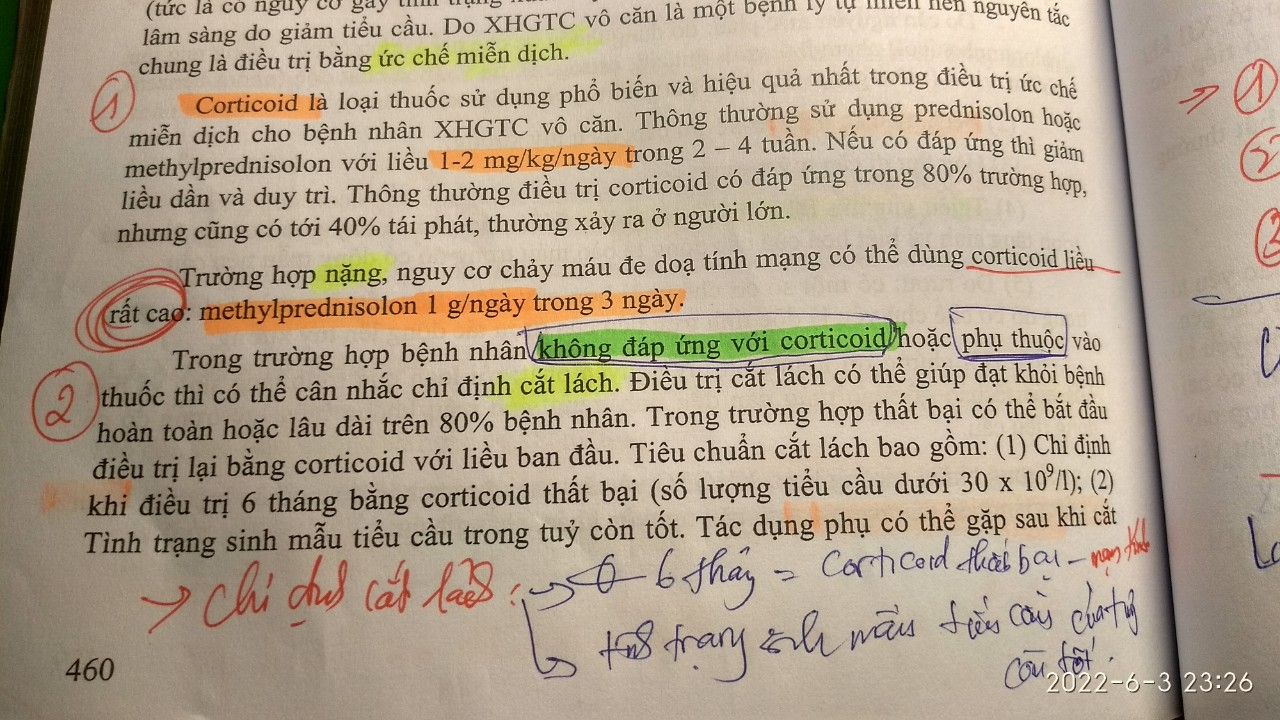 (tức là có nguy cơ gây tình trạng
lâm sàng do giảm tiểu cầu. Do XHGTC vô căn là một bệnh lý tự miễn nên nguyên tắc
chung là điều trị bằng ức chế miễn dịch.
1
Corticoid là loại thuốc sử dụng phổ biến và hiệu quả nhất trong điều trị ức chế
miễn dịch cho bệnh nhân XHGTC vô căn. Thông thường sử dụng prednisolon hoặc
methylprednisolon với liều 1-2 mg/kg/ngày trong 2 – 4 tuần. Nếu có đáp ứng thì giảm
liều dần và duy trì. Thông thường điều trị corticoid có đáp ứng trong 80% trường hợp,
nhưng cũng có tới 40% tái phát, thường xảy ra ở người lớn.
Trường hợp nặng, nguy cơ chảy máu đe doạ tính mạng có thể dùng corticoid liều
rất cao: methylprednisolon 1 g/ngày trong 3 ngày.
2
Trong trường hợp bệnh nhân không đáp ứng với corticoid hoặc phụ thuộc vào
thuốc thì có thể cân nhắc chỉ định cắt lách. Điều trị cắt lách có thể giúp đạt khỏi bệnh
hoàn toàn hoặc lâu dài trên 80% bệnh nhân. Trong trường hợp thất bại có thể bắt đầu
điều trị lại bằng corticoid với liều ban đầu. Tiêu chuẩn cắt lách bao gồm: (1) Chỉ định
khi điều trị 6 tháng bằng corticoid thất bại (số lượng tiểu cầu dưới 30 x 10⁹/l); (2)
Tình trạng sinh mẫu tiểu cầu trong tuỷ còn tốt. Tác dụng phụ có thể gặp sau khi cắt
→ chỉ định cắt lách :
6 tháng = corticoid thất bại –
tình trạng sinh mẫu tiểu cầu của tuỷ
còn tốt.
460
1
2
2022-6-3 23:26